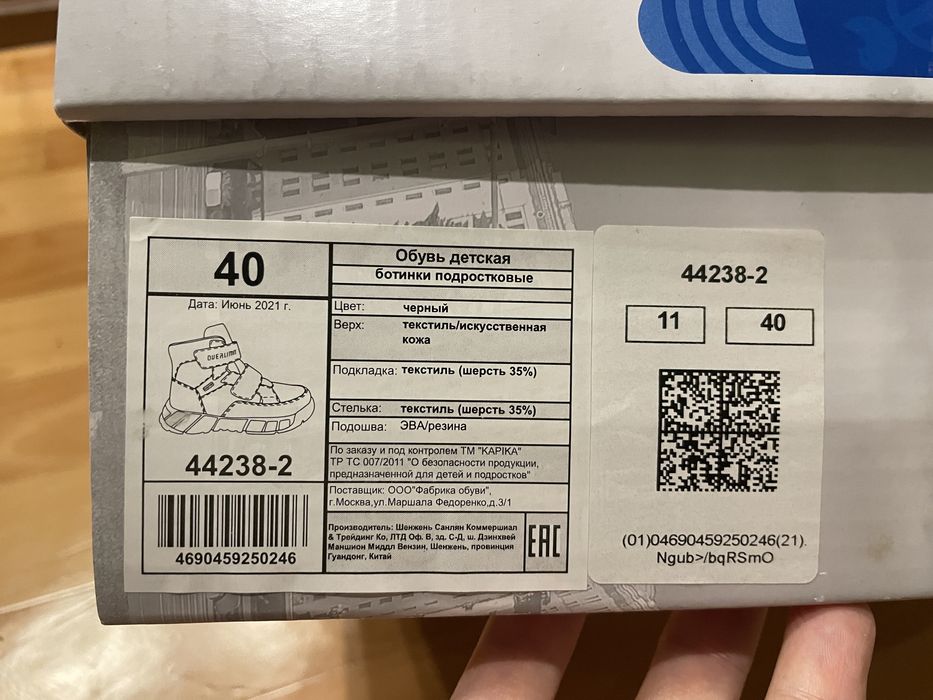 40
Дата: Июнь 2021 г.
OVERLIMIT
44238-2
4690459250246
Обувь детская
ботинки подростковые
Цвет: черный
Верх: текстиль/искусственная
кожа
Подкладка: текстиль (шерсть 35%)
Стелька: текстиль (шерсть 35%)
Подошва: ЭВА/резина
По заказу и под контролем ТМ "KAPIKA"
ТР ТС 007/2011 "О безопасности продукции,
предназначенной для детей и подростков"
Поставщик: ООО"Фабрика обуви",
г.Москва,ул.Маршала Федоренко,д.3/1
Производитель: Шенжень Санлян Коммершиал
& Трейдинг Ко, ЛТД Оф. В, зд. С-Д, ш. Дзинхвей
Маншион Миддл Вензин, Шенжень, провинция
Гуандонг, Китай
EAC
44238-2
11 40
(01)04690459250246(21).
Ngub>/bqRSmO